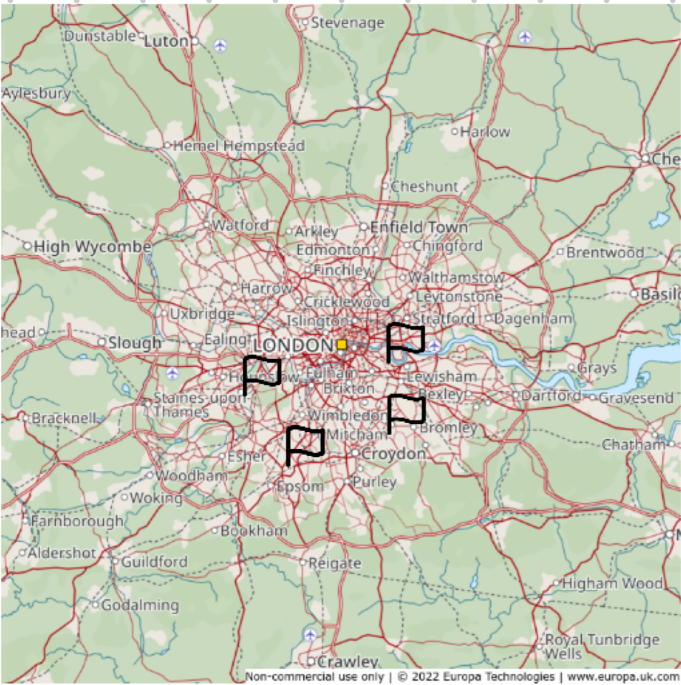 Stevenage
Dunstable
Luton
Aylesbury
Harlow
Hemel Hempstead
Che
Cheshunt
Watford
Arkley
Enfield Town
High Wycombe
Edmonton
Chingford
Brentwood
Finchley
Walthamstow
Harrow
Leytonstone
Basil
Cricklewood
Uxbridge
Islington
Stratford
Dagenham
head
Slough
Ealing
LONDON
Grays
Fulham
Lewisham
Brixton
Bexley
Dartford
Gravesend
Staines-upon
Thames
Bracknell
Wimbledon
Bromley
Mitcham
Chatham
Esher
Croydon
Woodham
Epsom
Purley
Woking
Farnborough
Bookham
Aldershot
Guildford
Reigate
Higham Wood
Godalming
Royal Tunbridge
Wells
Crawley
Non-commercial use only | © 2022 Europa Technologies | www.europa.uk.com